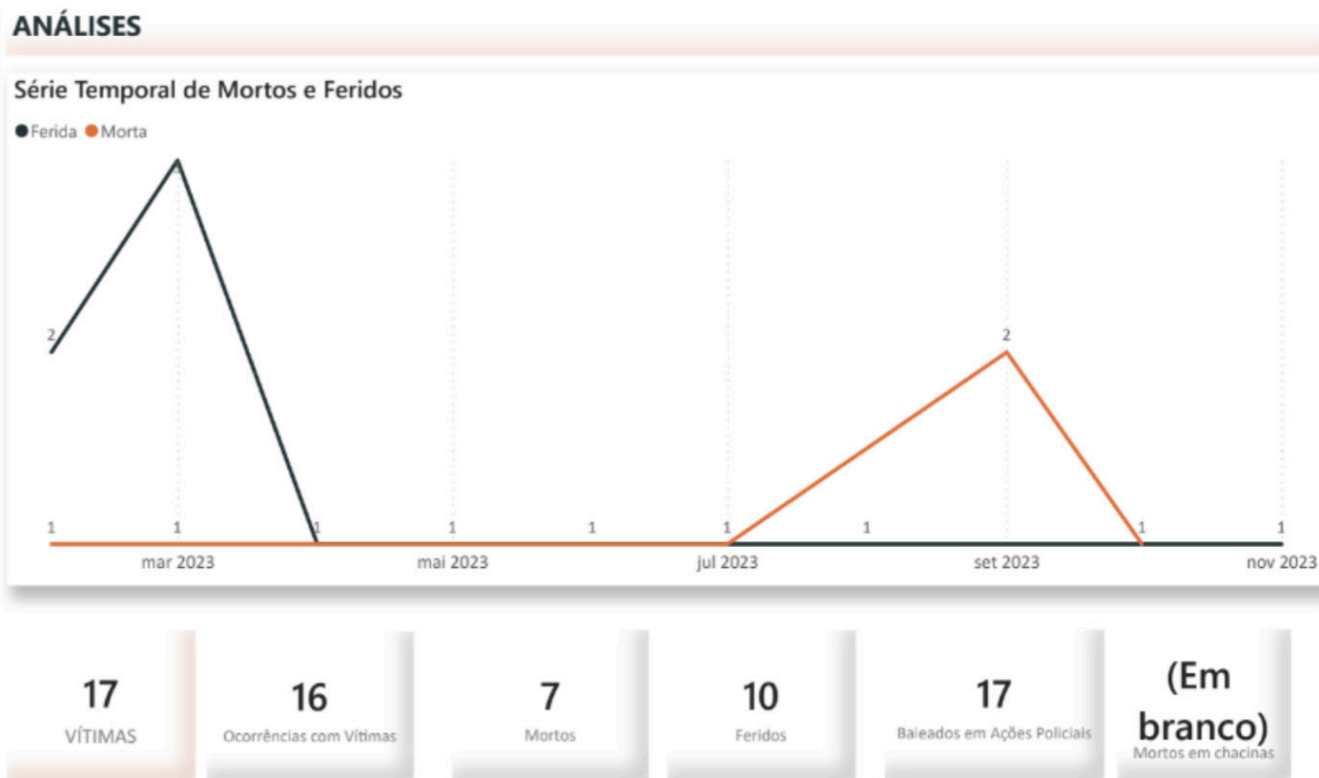 ANÁLISES
Série Temporal de Mortos e Feridos
Ferida Morta
2
2
1 1 1 1 1 1 1 1 1
mar 2023 mai 2023 jul 2023 set 2023 nov 2023
17 16 7 10 17 (Em
branco)
VÍTIMAS Ocorrências com Vítimas Mortos Feridos Baleados em Ações Policiais Mortos em chacinas